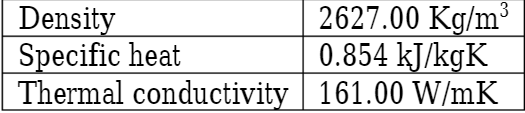 Density 2627.00 Kg/m³
Specific heat 0.854 kJ/kgK
Thermal conductivity 161.00 W/mK